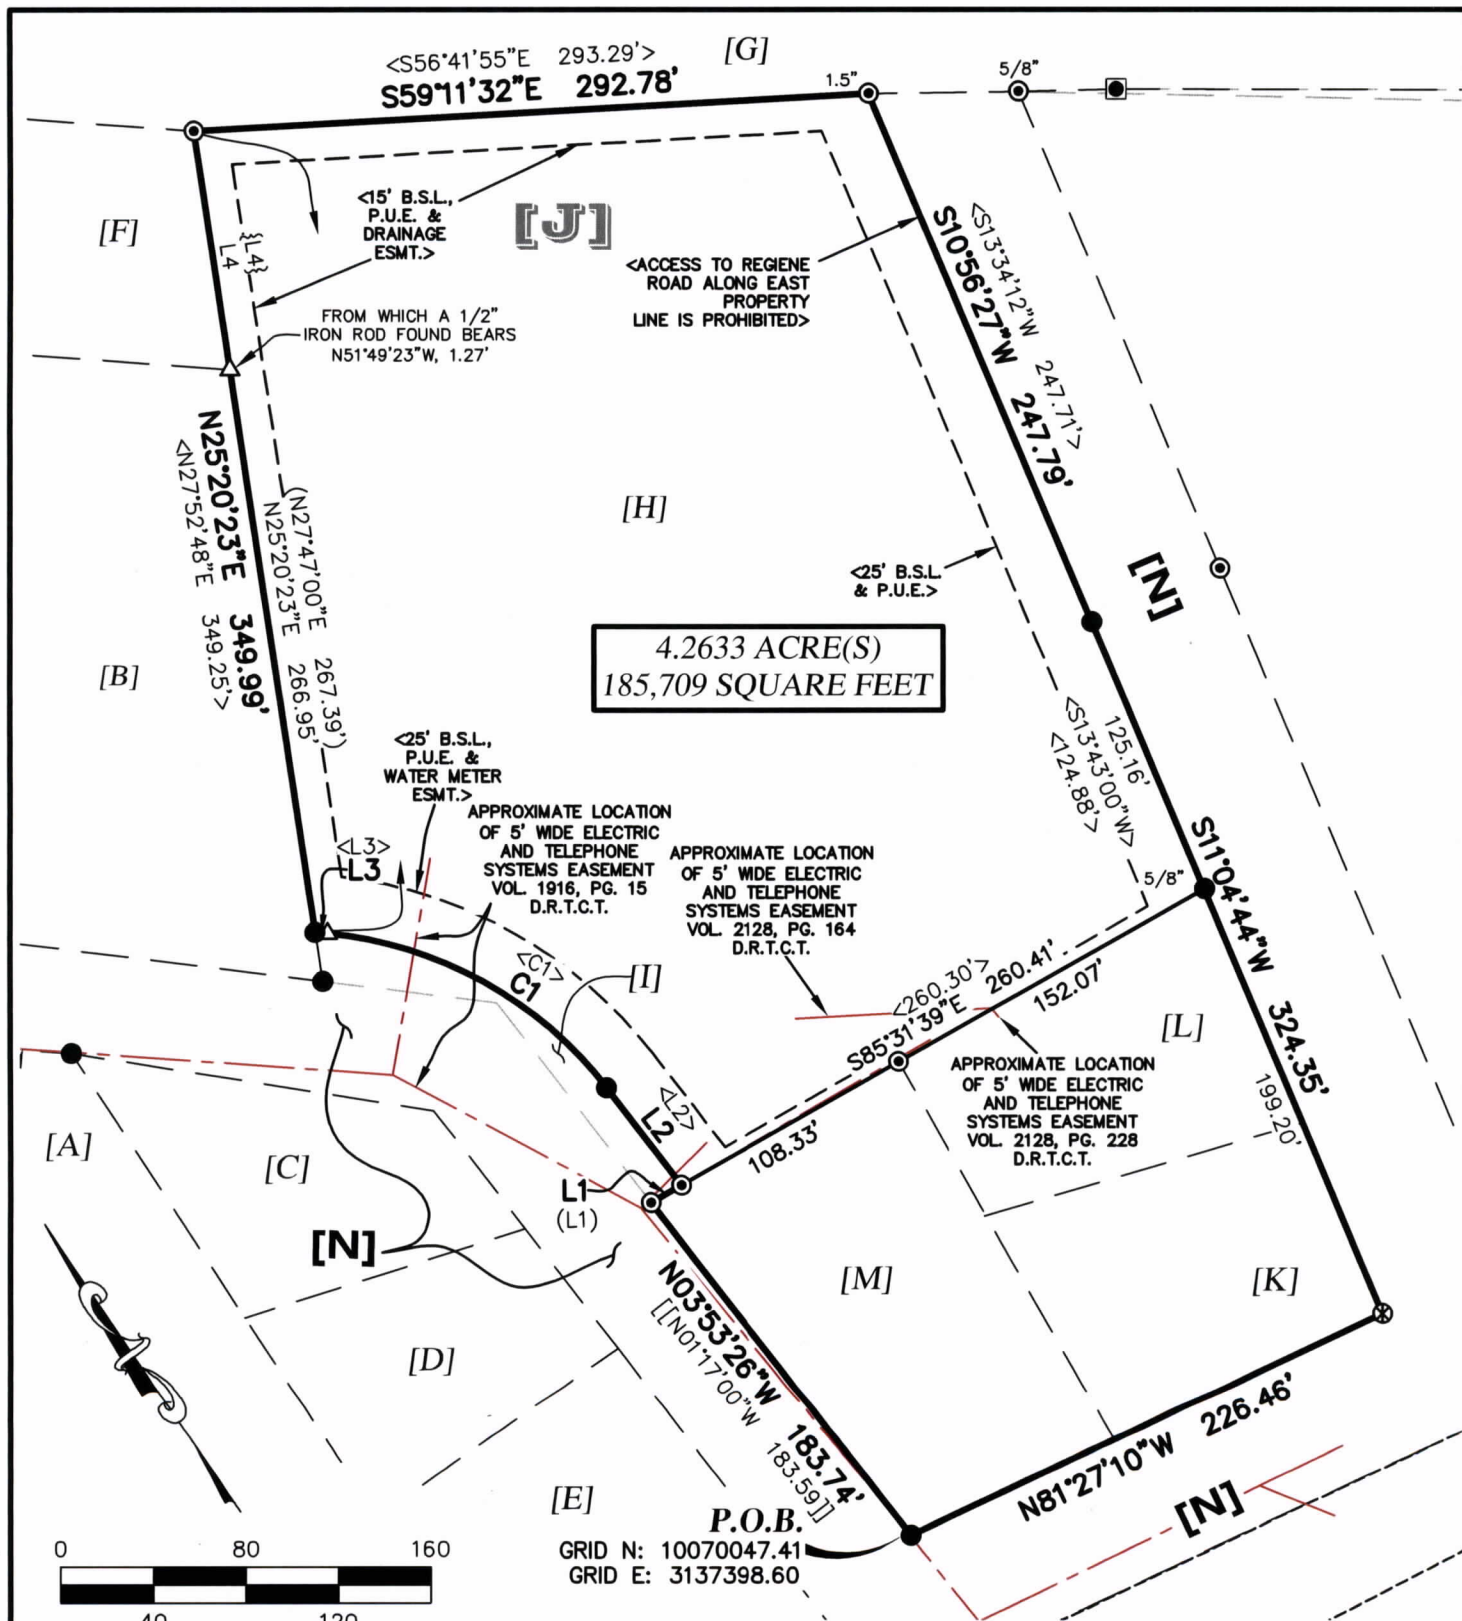 <S56°41'55"E 293.29'>
S59°11'32"E 292.78'
[G]
1.5"
5/8"
[F]
{L4}
L4
<15' B.S.L.,
P.U.E. &
DRAINAGE
ESMT.>
[J]
<ACCESS TO REGIENE
ROAD ALONG EAST
PROPERTY
LINE IS PROHIBITED>
<S13°34'12"W 247.71'>
S10°56'27"W 247.79'
FROM WHICH A 1/2"
IRON ROD FOUND BEARS
N51°49'23"W, 1.27'
N25°20'23"E 349.99'
<N27°52'48"E 349.25'>
(N27°47'00"E 267.39')
N25°20'23"E 266.95'
[H]
[N]
<25' B.S.L.
& P.U.E.>
4.2633 ACRE(S)
185,709 SQUARE FEET
[B]
125.16'
<S13°43'00"W>
<124.88'>
<25' B.S.L.,
P.U.E. &
WATER METER
ESMT.>
APPROXIMATE LOCATION
OF 5' WIDE ELECTRIC
AND TELEPHONE
SYSTEMS EASEMENT
VOL. 1916, PG. 15
D.R.T.C.T.
APPROXIMATE LOCATION
OF 5' WIDE ELECTRIC
AND TELEPHONE
SYSTEMS EASEMENT
VOL. 2128, PG. 164
D.R.T.C.T.
<L3>
L3
5/8"
S11°04'44"W 324.35'
199.20'
<C1>
C1
[I]
<260.30'>
S85°31'39"E 260.41'
152.07'
[L]
APPROXIMATE LOCATION
OF 5' WIDE ELECTRIC
AND TELEPHONE
SYSTEMS EASEMENT
VOL. 2128, PG. 228
D.R.T.C.T.
<L2>
L2
108.33'
[A]
[C]
L1
(L1)
[N]
[M]
[K]
N03°53'26"W 183.74'
[[N01°17'00"W 183.59]]
[D]
N81°27'10"W 226.46'
[E]
[N]
P.O.B.
GRID N: 10070047.41
GRID E: 3137398.60
0 80 160
40 120